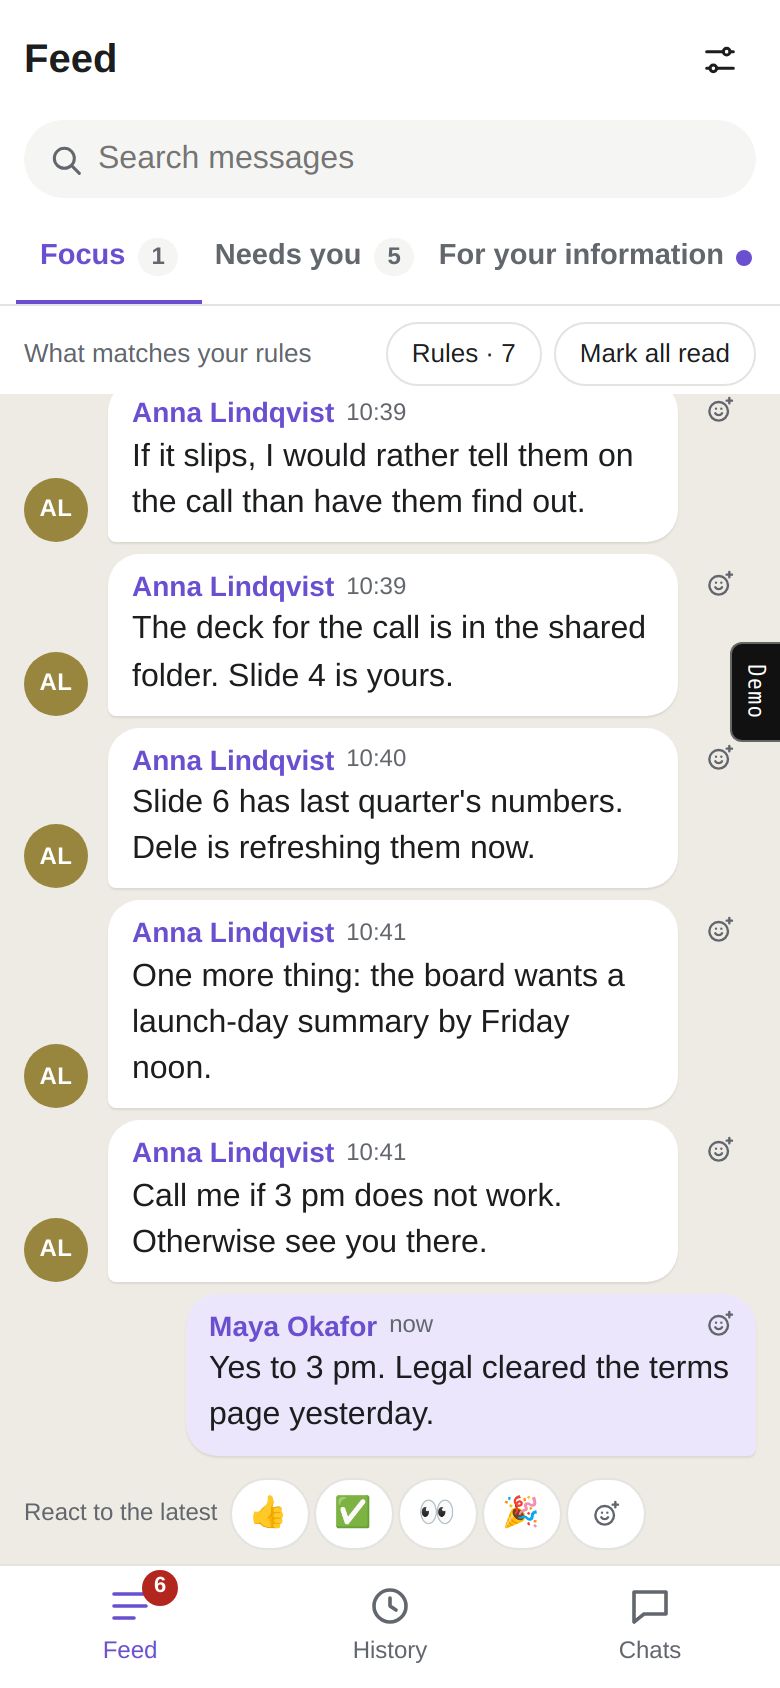 Feed
Search messages
Focus 1 Needs you 5 For your information
What matches your rules Rules · 7 Mark all read
Anna Lindqvist 10:39
If it slips, I would rather tell them on
the call than have them find out.
AL
Anna Lindqvist 10:39
The deck for the call is in the shared
folder. Slide 4 is yours.
AL
Demo
Anna Lindqvist 10:40
Slide 6 has last quarter's numbers.
Dele is refreshing them now.
AL
Anna Lindqvist 10:41
One more thing: the board wants a
launch-day summary by Friday
noon.
AL
Anna Lindqvist 10:41
Call me if 3 pm does not work.
Otherwise see you there.
AL
Maya Okafor now
Yes to 3 pm. Legal cleared the terms
page yesterday.
React to the latest
6
Feed History Chats